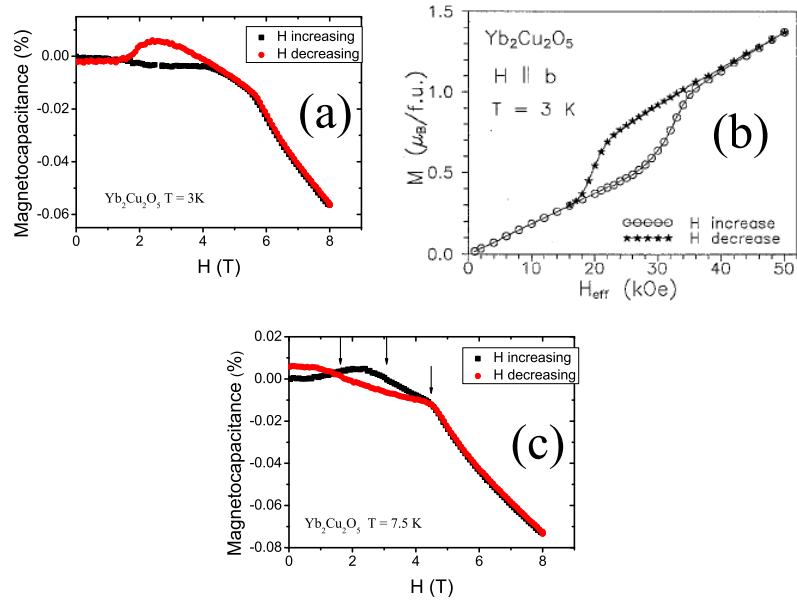 0.00
-0.02
-0.04
-0.06
Magnetocapacitance (%)
H increasing
H decreasing
(a)
Yb2Cu2O5 T = 3K
0 2 4 6 8
H (T)
1.5
1.0
0.5
0.0
M (μB/f.u.)
Yb2Cu2O5
H || b
T = 3 K
(b)
H increase
H decrease
0 10 20 30 40 50
Heff (kOe)
0.02
0.00
-0.02
-0.04
-0.06
-0.08
Magnetocapacitance (%)
H increasing
H decreasing
(c)
Yb2Cu2O5 T = 7.5 K
0 2 4 6 8
H (T)